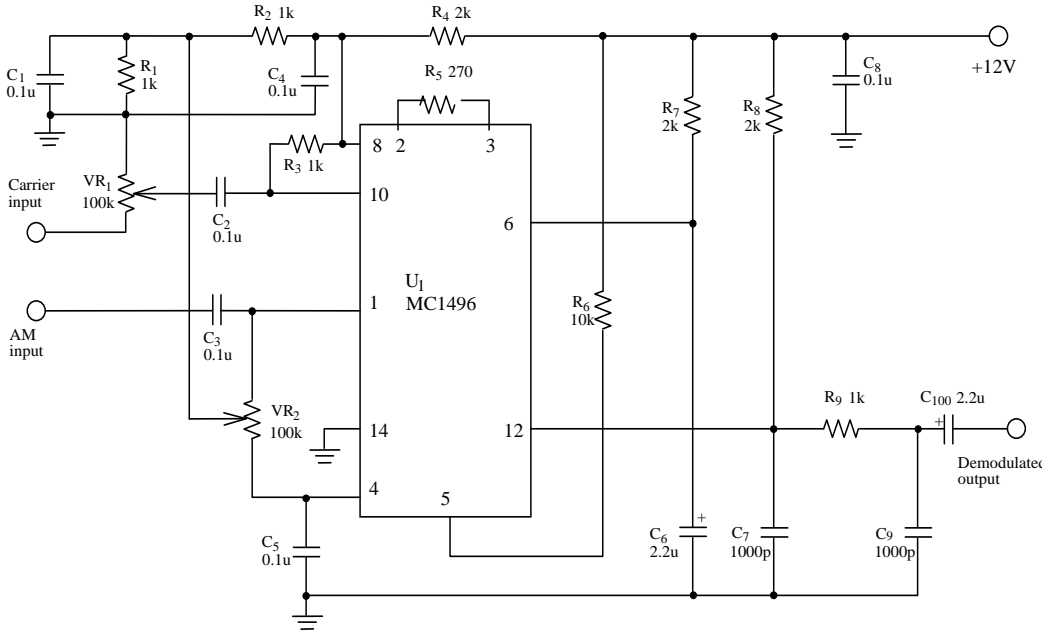 R2 1k
R4 2k
C1
0.1u
R1
1k
C4
0.1u
R5 270
R7
2k
R8
2k
C8
0.1u
+12V
8
2
3
R3 1k
Carrier
input
VR1
100k
10
C2
0.1u
6
U1
MC1496
1
R6
10k
AM
input
C3
0.1u
VR2
100k
14
12
R9 1k
C100 2.2u
+
Demodulated
output
4
5
C5
0.1u
C6
2.2u
+
C7
1000p
C9
1000p